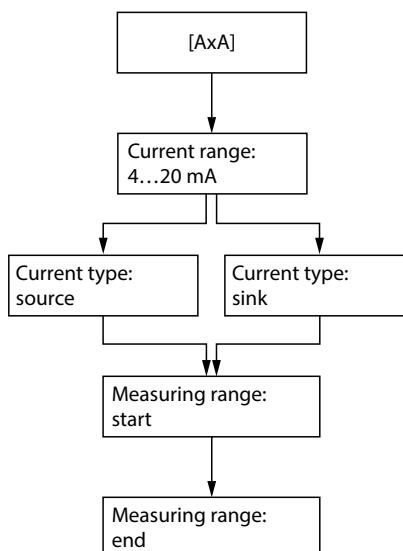 [AxA]
Current range:
4…20 mA
Current type:
source
Current type:
sink
Measuring range:
start
Measuring range:
end